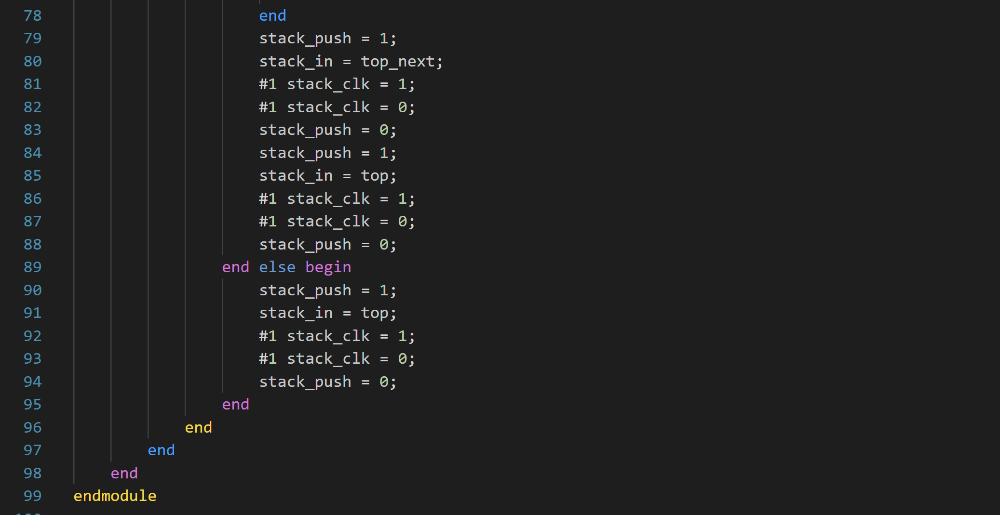 78 end
79 stack_push = 1;
80 stack_in = top_next;
81 #1 stack_clk = 1;
82 #1 stack_clk = 0;
83 stack_push = 0;
84 stack_push = 1;
85 stack_in = top;
86 #1 stack_clk = 1;
87 #1 stack_clk = 0;
88 stack_push = 0;
89 end else begin
90 stack_push = 1;
91 stack_in = top;
92 #1 stack_clk = 1;
93 #1 stack_clk = 0;
94 stack_push = 0;
95 end
96 end
97 end
98 end
99 endmodule